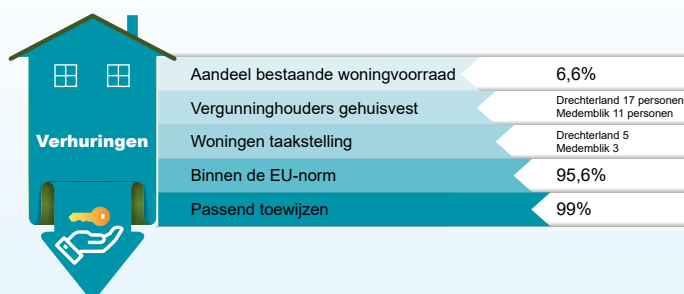 Verhuringen
Aandeel bestaande woningvoorraad 6,6%
Vergunninghouders gehuisvest Drechterland 17 personen
Medemblik 11 personen
Woningen taakstelling Drechterland 5
Medemblik 3
Binnen de EU-norm 95,6%
Passend toewijzen 99%